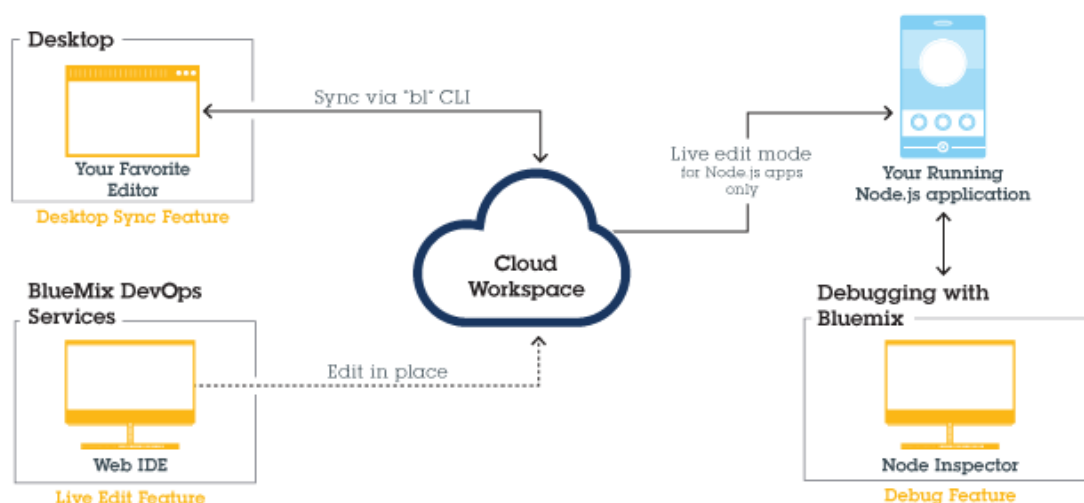 Desktop
Your Favorite
Editor
Desktop Sync Feature
Sync via "bl" CLI
BlueMix DevOps
Services
Web IDE
Live Edit Feature
Edit in place
Cloud
Workspace
Live edit mode
for Node.js apps
only
Your Running
Node.js application
Debugging with
Bluemix
Node Inspector
Debug Feature